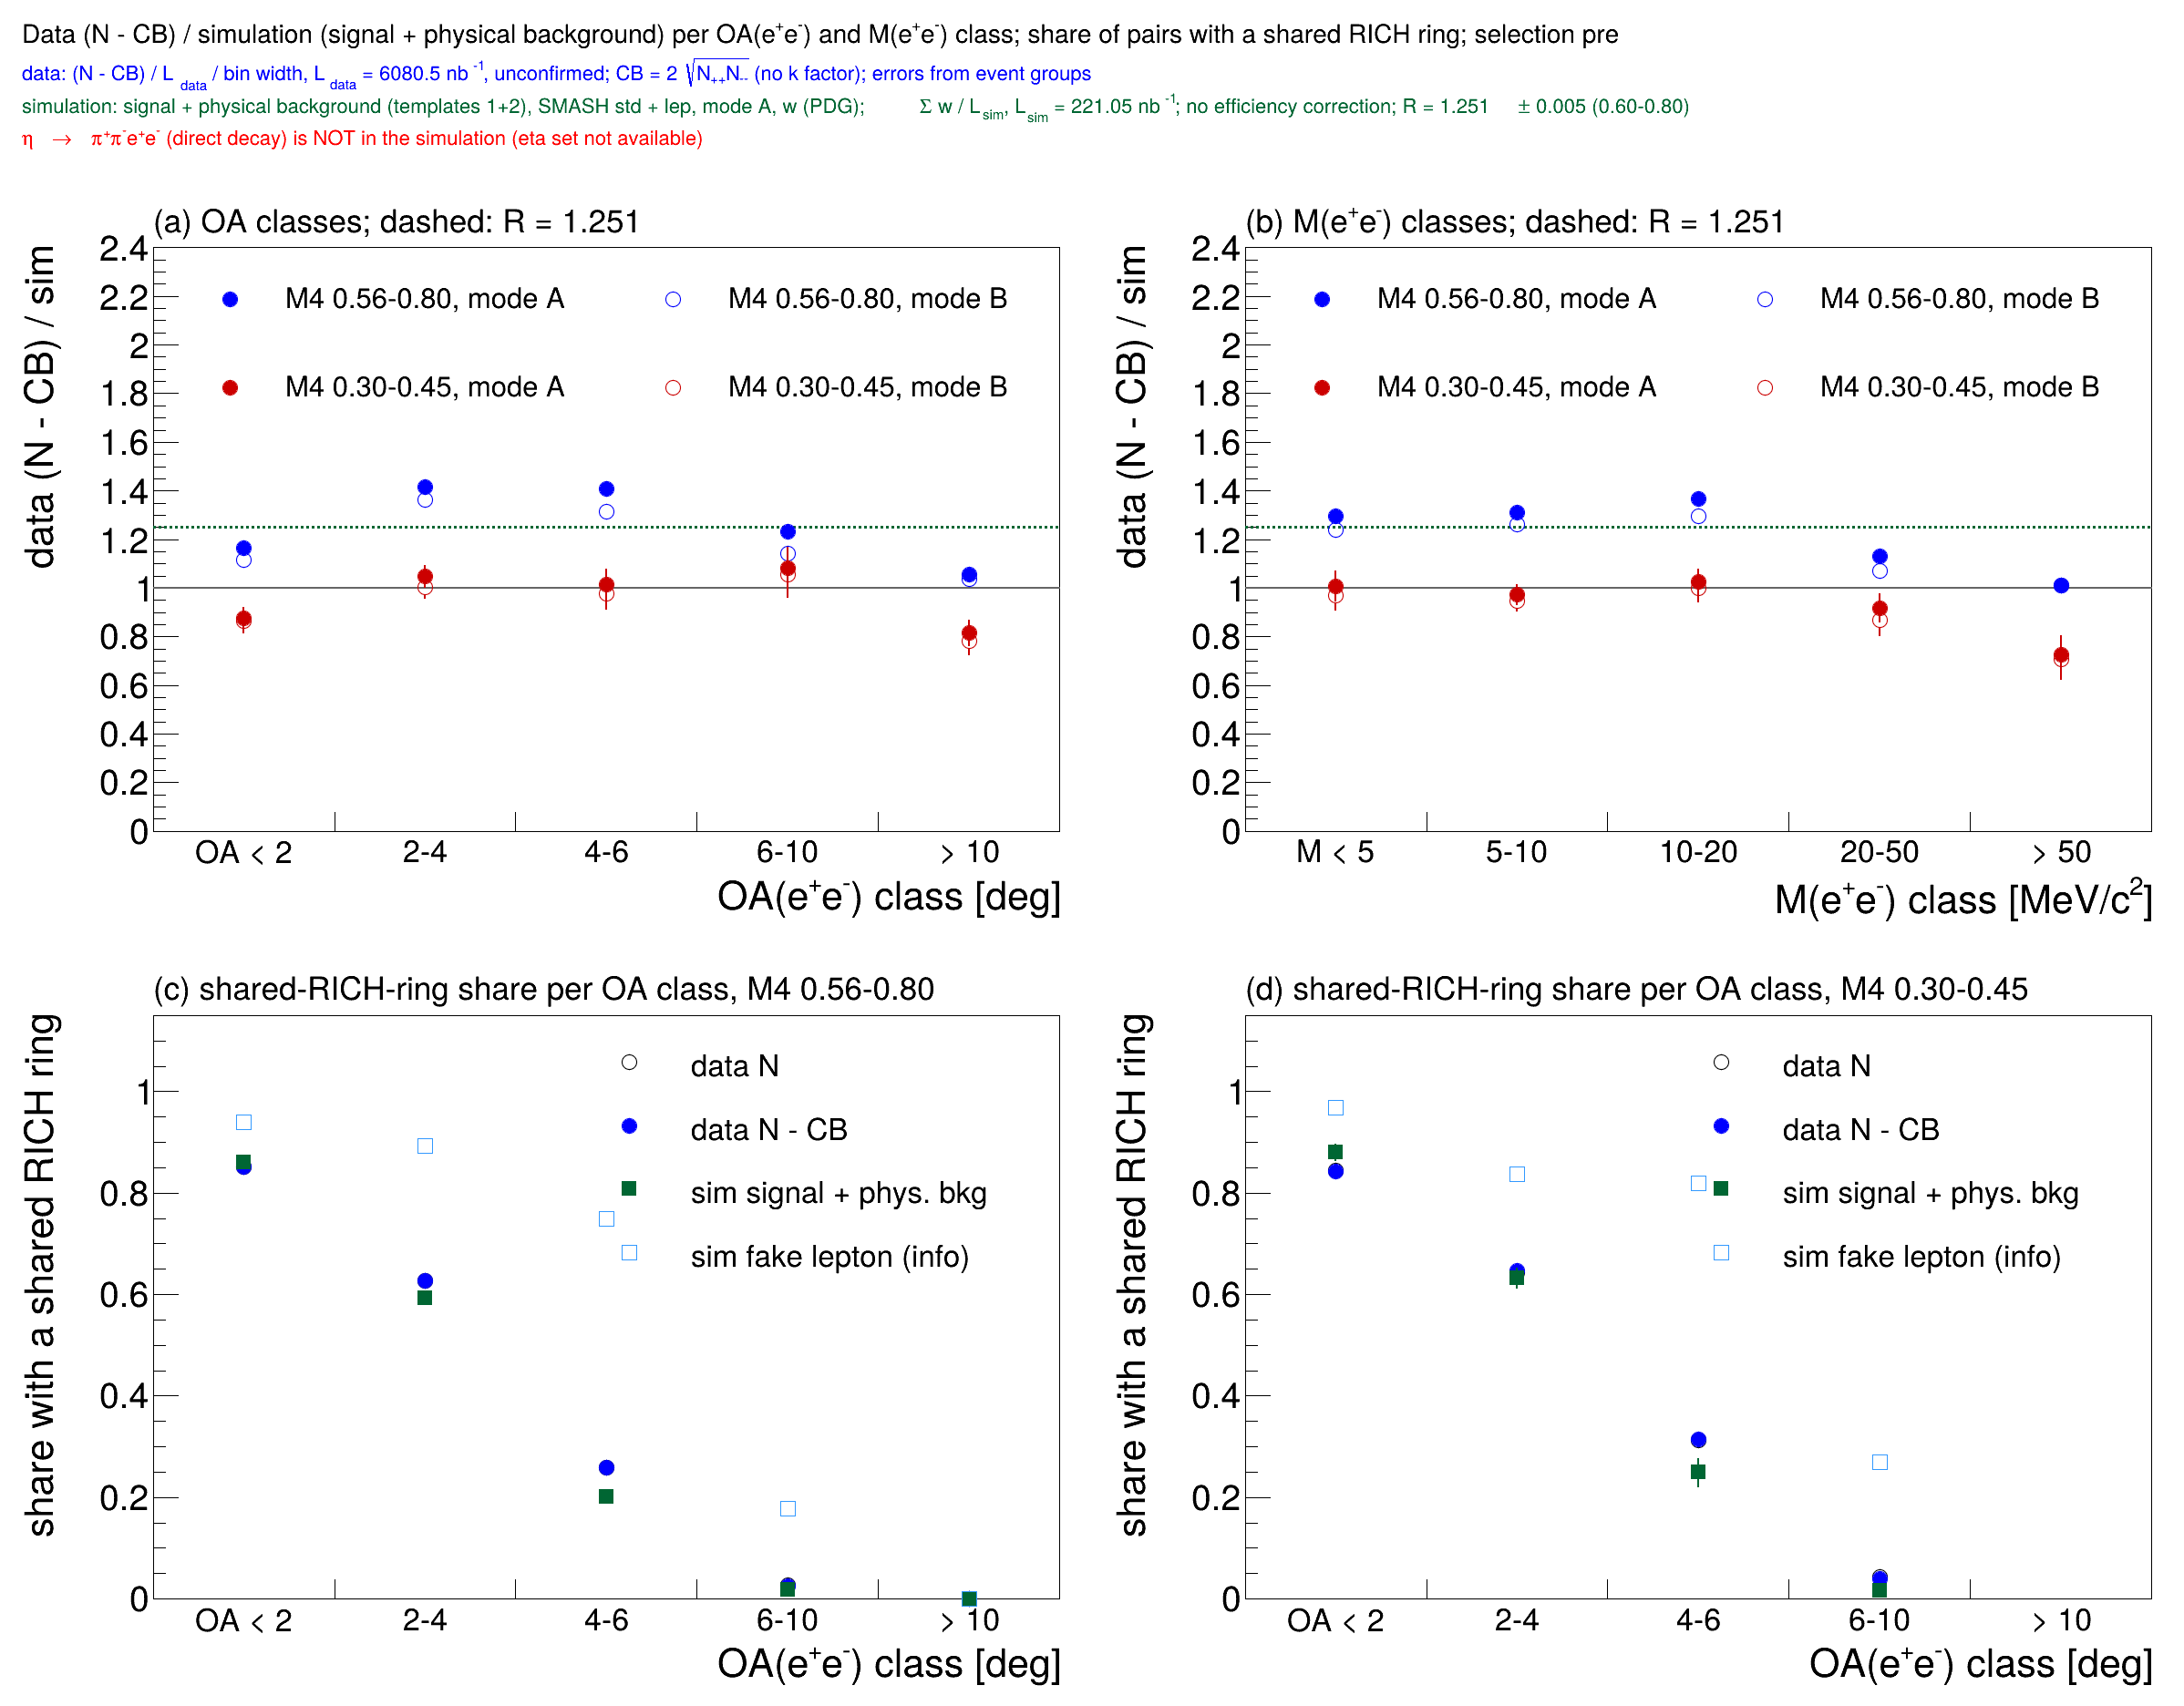 Data (N - CB) / simulation (signal + physical background) per OA(e⁺e⁻) and M(e⁺e⁻) class; share of pairs with a shared RICH ring; selection pre
data: (N - CB) / L_data / bin width, L_data = 6080.5 nb⁻¹, unconfirmed; CB = 2 √N₊₊N₋₋ (no k factor); errors from event groups
simulation: signal + physical background (templates 1+2), SMASH std + lep, mode A, w (PDG); Σ w / L_sim, L_sim = 221.05 nb⁻¹; no efficiency correction; R = 1.251 ± 0.005 (0.60-0.80)
η → π⁺π⁻e⁺e⁻ (direct decay) is NOT in the simulation (eta set not available)
(a) OA classes; dashed: R = 1.251
data (N - CB) / sim
2.4
2.2
2
1.8
1.6
1.4
1.2
1
0.8
0.6
0.4
0.2
0
M4 0.56-0.80, mode A
M4 0.56-0.80, mode B
M4 0.30-0.45, mode A
M4 0.30-0.45, mode B
OA < 2 2-4 4-6 6-10 > 10
OA(e⁺e⁻) class [deg]
(b) M(e⁺e⁻) classes; dashed: R = 1.251
data (N - CB) / sim
2.4
2.2
2
1.8
1.6
1.4
1.2
1
0.8
0.6
0.4
0.2
0
M4 0.56-0.80, mode A
M4 0.56-0.80, mode B
M4 0.30-0.45, mode A
M4 0.30-0.45, mode B
M < 5 5-10 10-20 20-50 > 50
M(e⁺e⁻) class [MeV/c²]
(c) shared-RICH-ring share per OA class, M4 0.56-0.80
share with a shared RICH ring
1
0.8
0.6
0.4
0.2
0
data N
data N - CB
sim signal + phys. bkg
sim fake lepton (info)
OA < 2 2-4 4-6 6-10 > 10
OA(e⁺e⁻) class [deg]
(d) shared-RICH-ring share per OA class, M4 0.30-0.45
share with a shared RICH ring
1
0.8
0.6
0.4
0.2
0
data N
data N - CB
sim signal + phys. bkg
sim fake lepton (info)
OA < 2 2-4 4-6 6-10 > 10
OA(e⁺e⁻) class [deg]